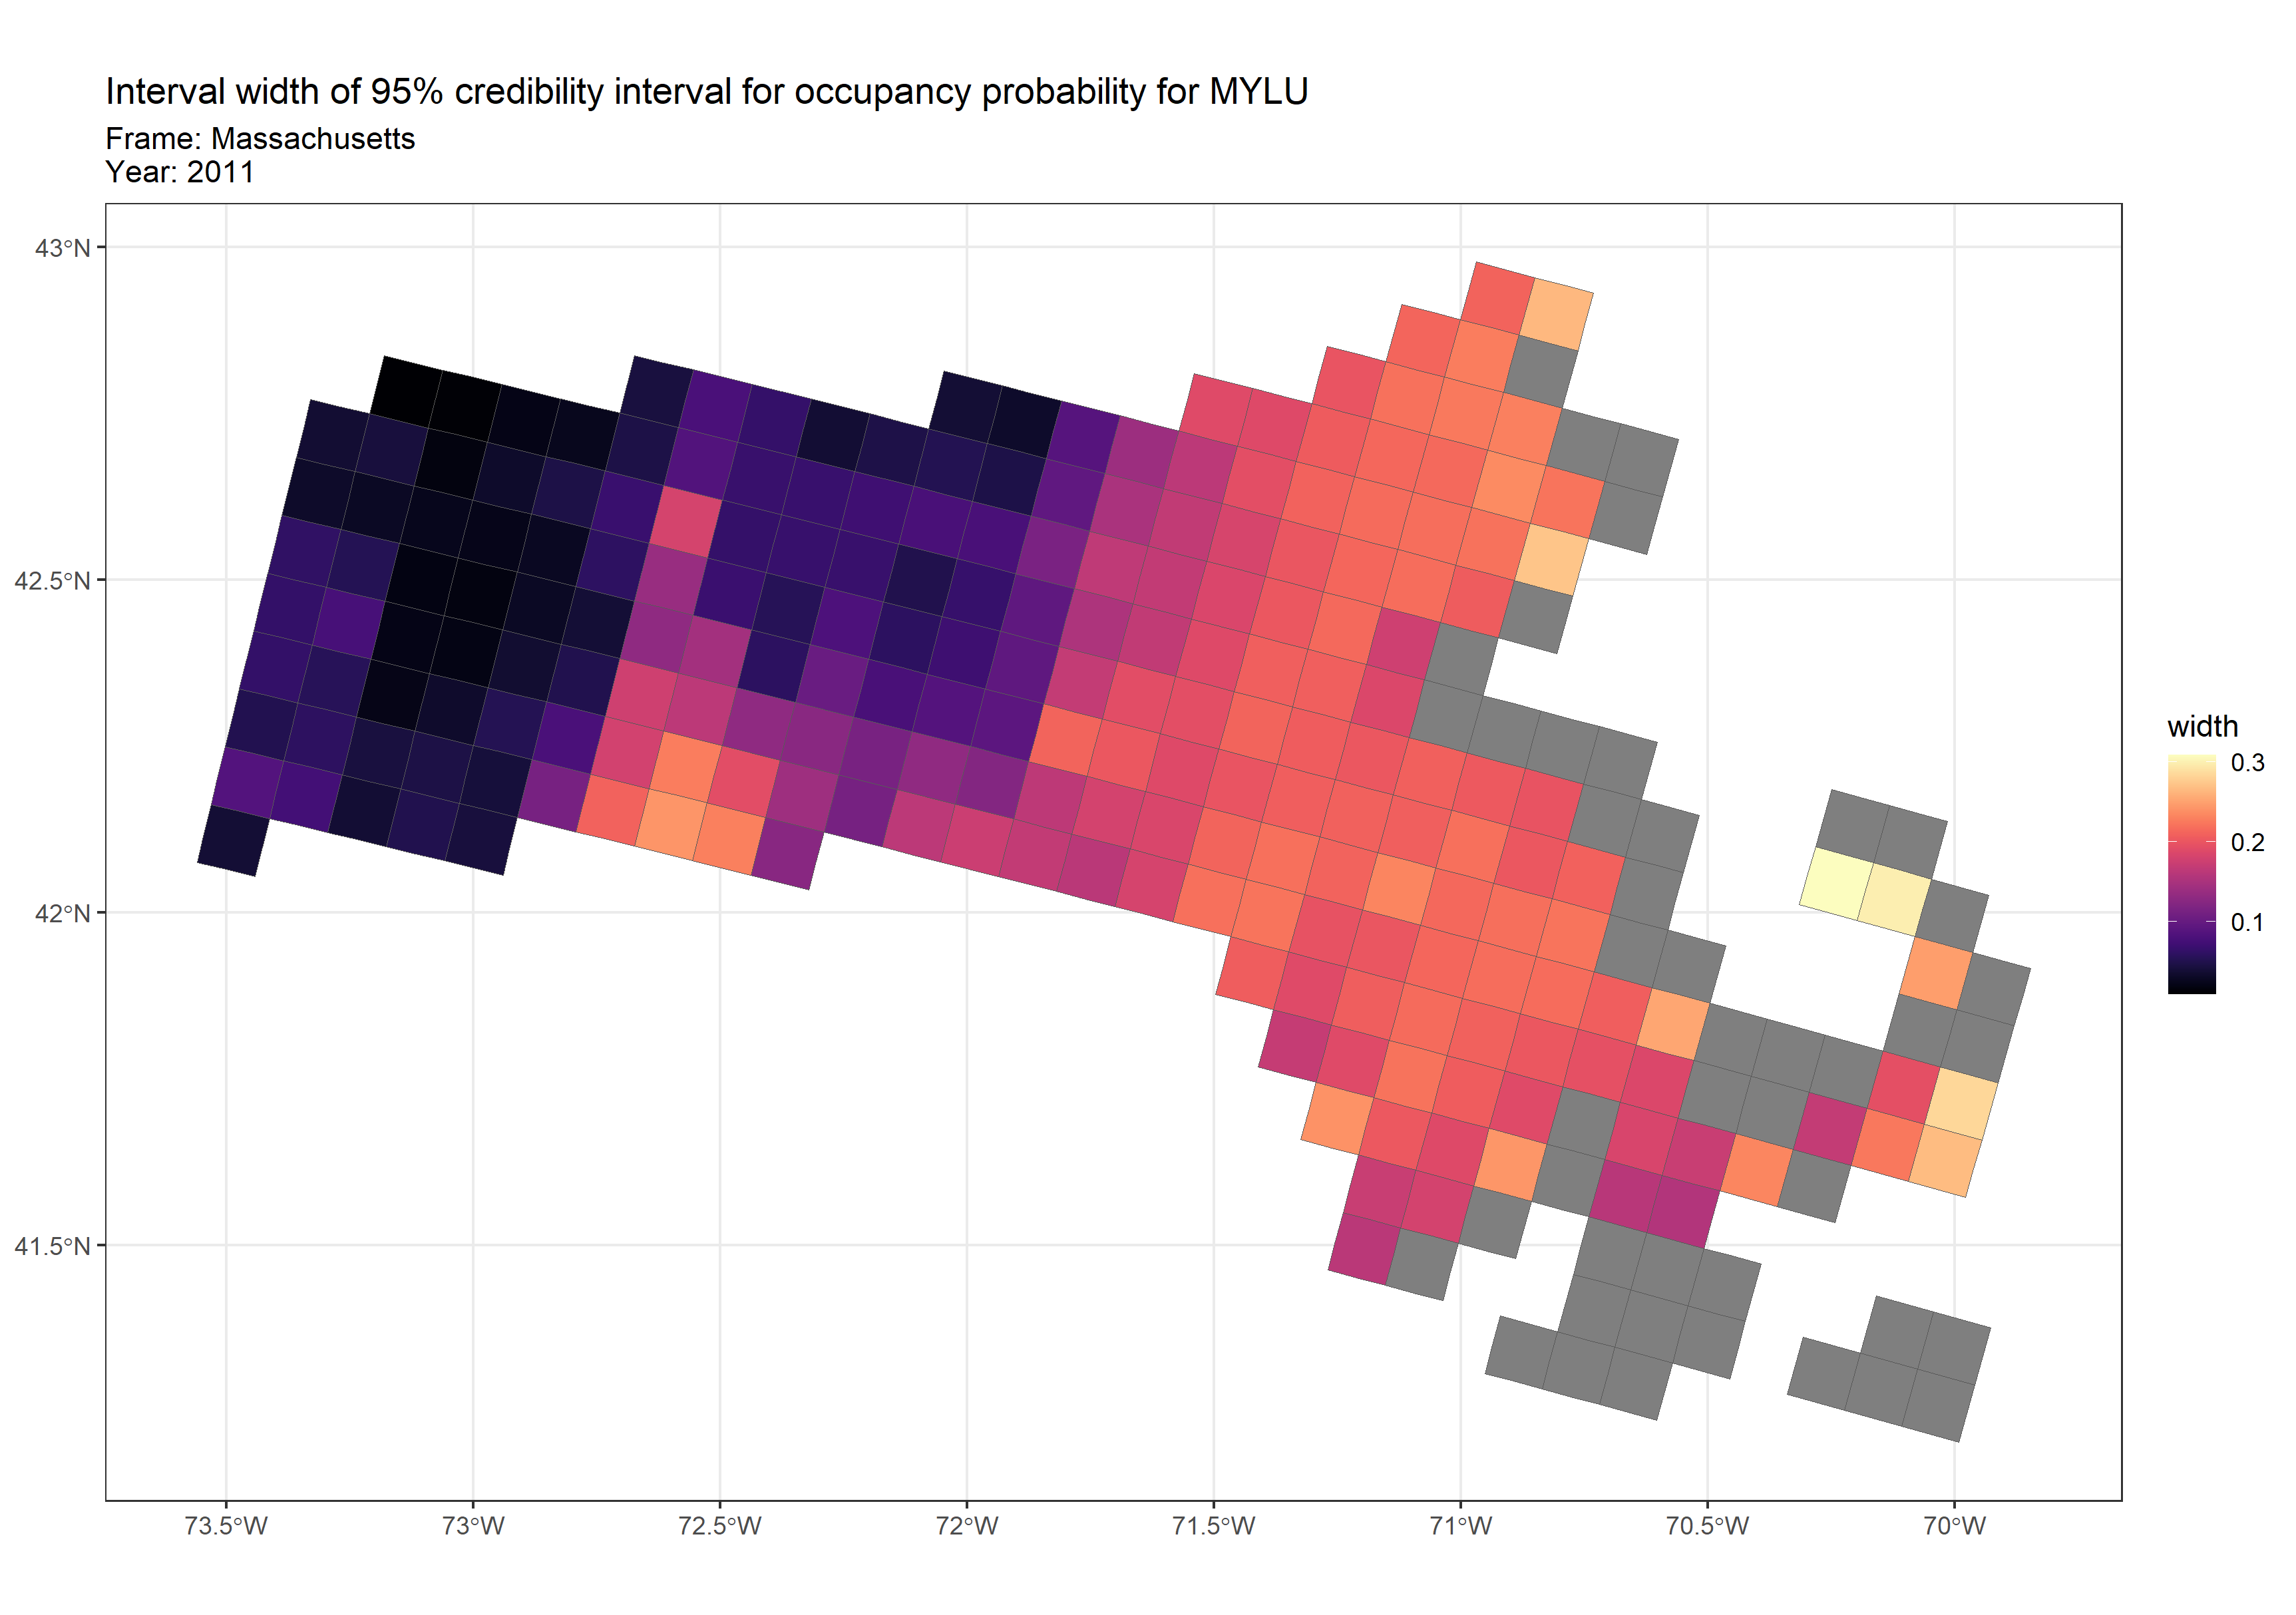 Interval width of 95% credibility interval for occupancy probability for MYLU
Frame: Massachusetts
Year: 2011
43°N
42.5°N
42°N
41.5°N
width
0.3
0.2
0.1
73.5°W 73°W 72.5°W 72°W 71.5°W 71°W 70.5°W 70°W